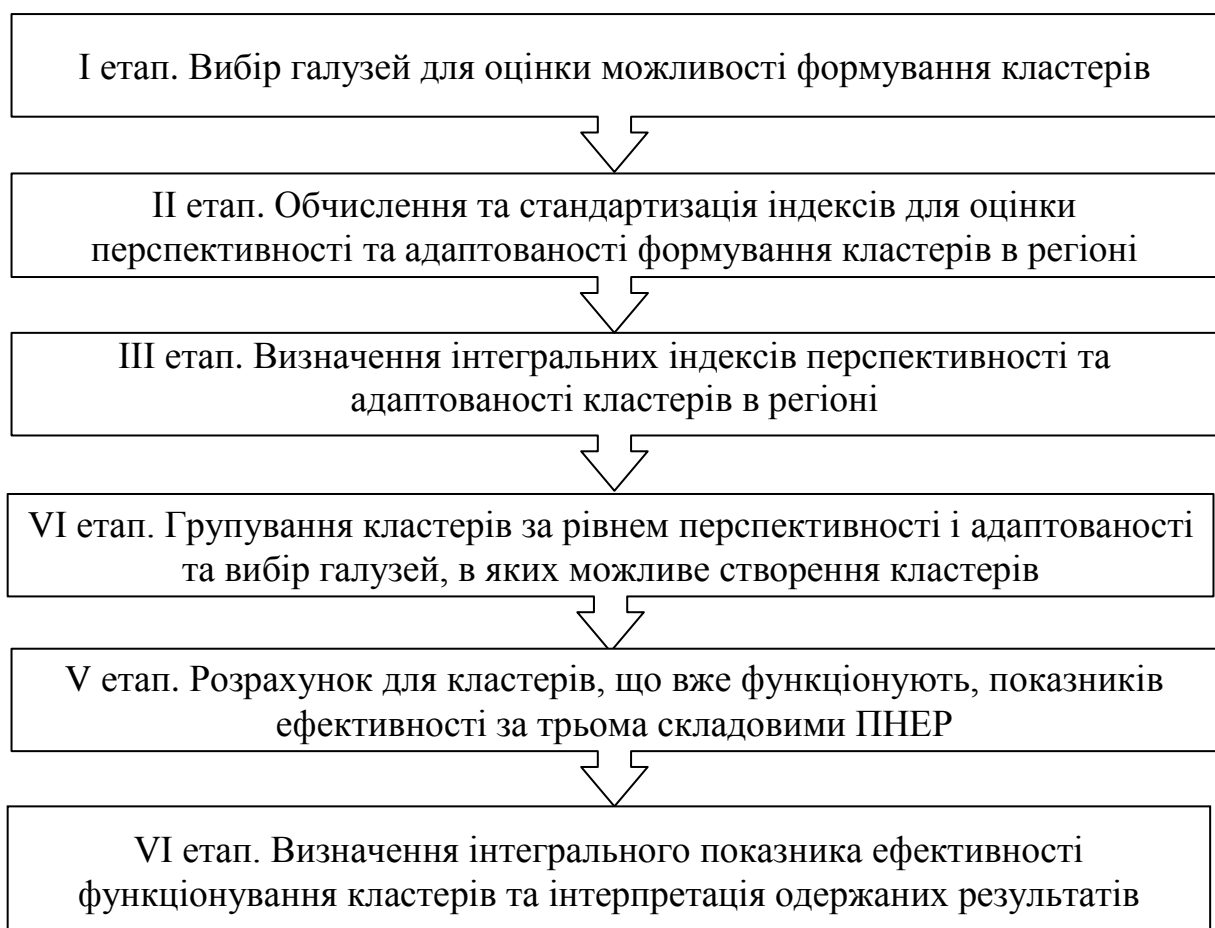 I етап. Вибір галузей для оцінки можливості формування кластерів
II етап. Обчислення та стандартизація індексів для оцінки
перспективності та адаптованості формування кластерів в регіоні
III етап. Визначення інтегральних індексів перспективності та
адаптованості кластерів в регіоні
VI етап. Групування кластерів за рівнем перспективності і адаптованості
та вибір галузей, в яких можливе створення кластерів
V етап. Розрахунок для кластерів, що вже функціонують, показників
ефективності за трьома складовими ПНЕР
VI етап. Визначення інтегрального показника ефективності
функціонування кластерів та інтерпретація одержаних результатів